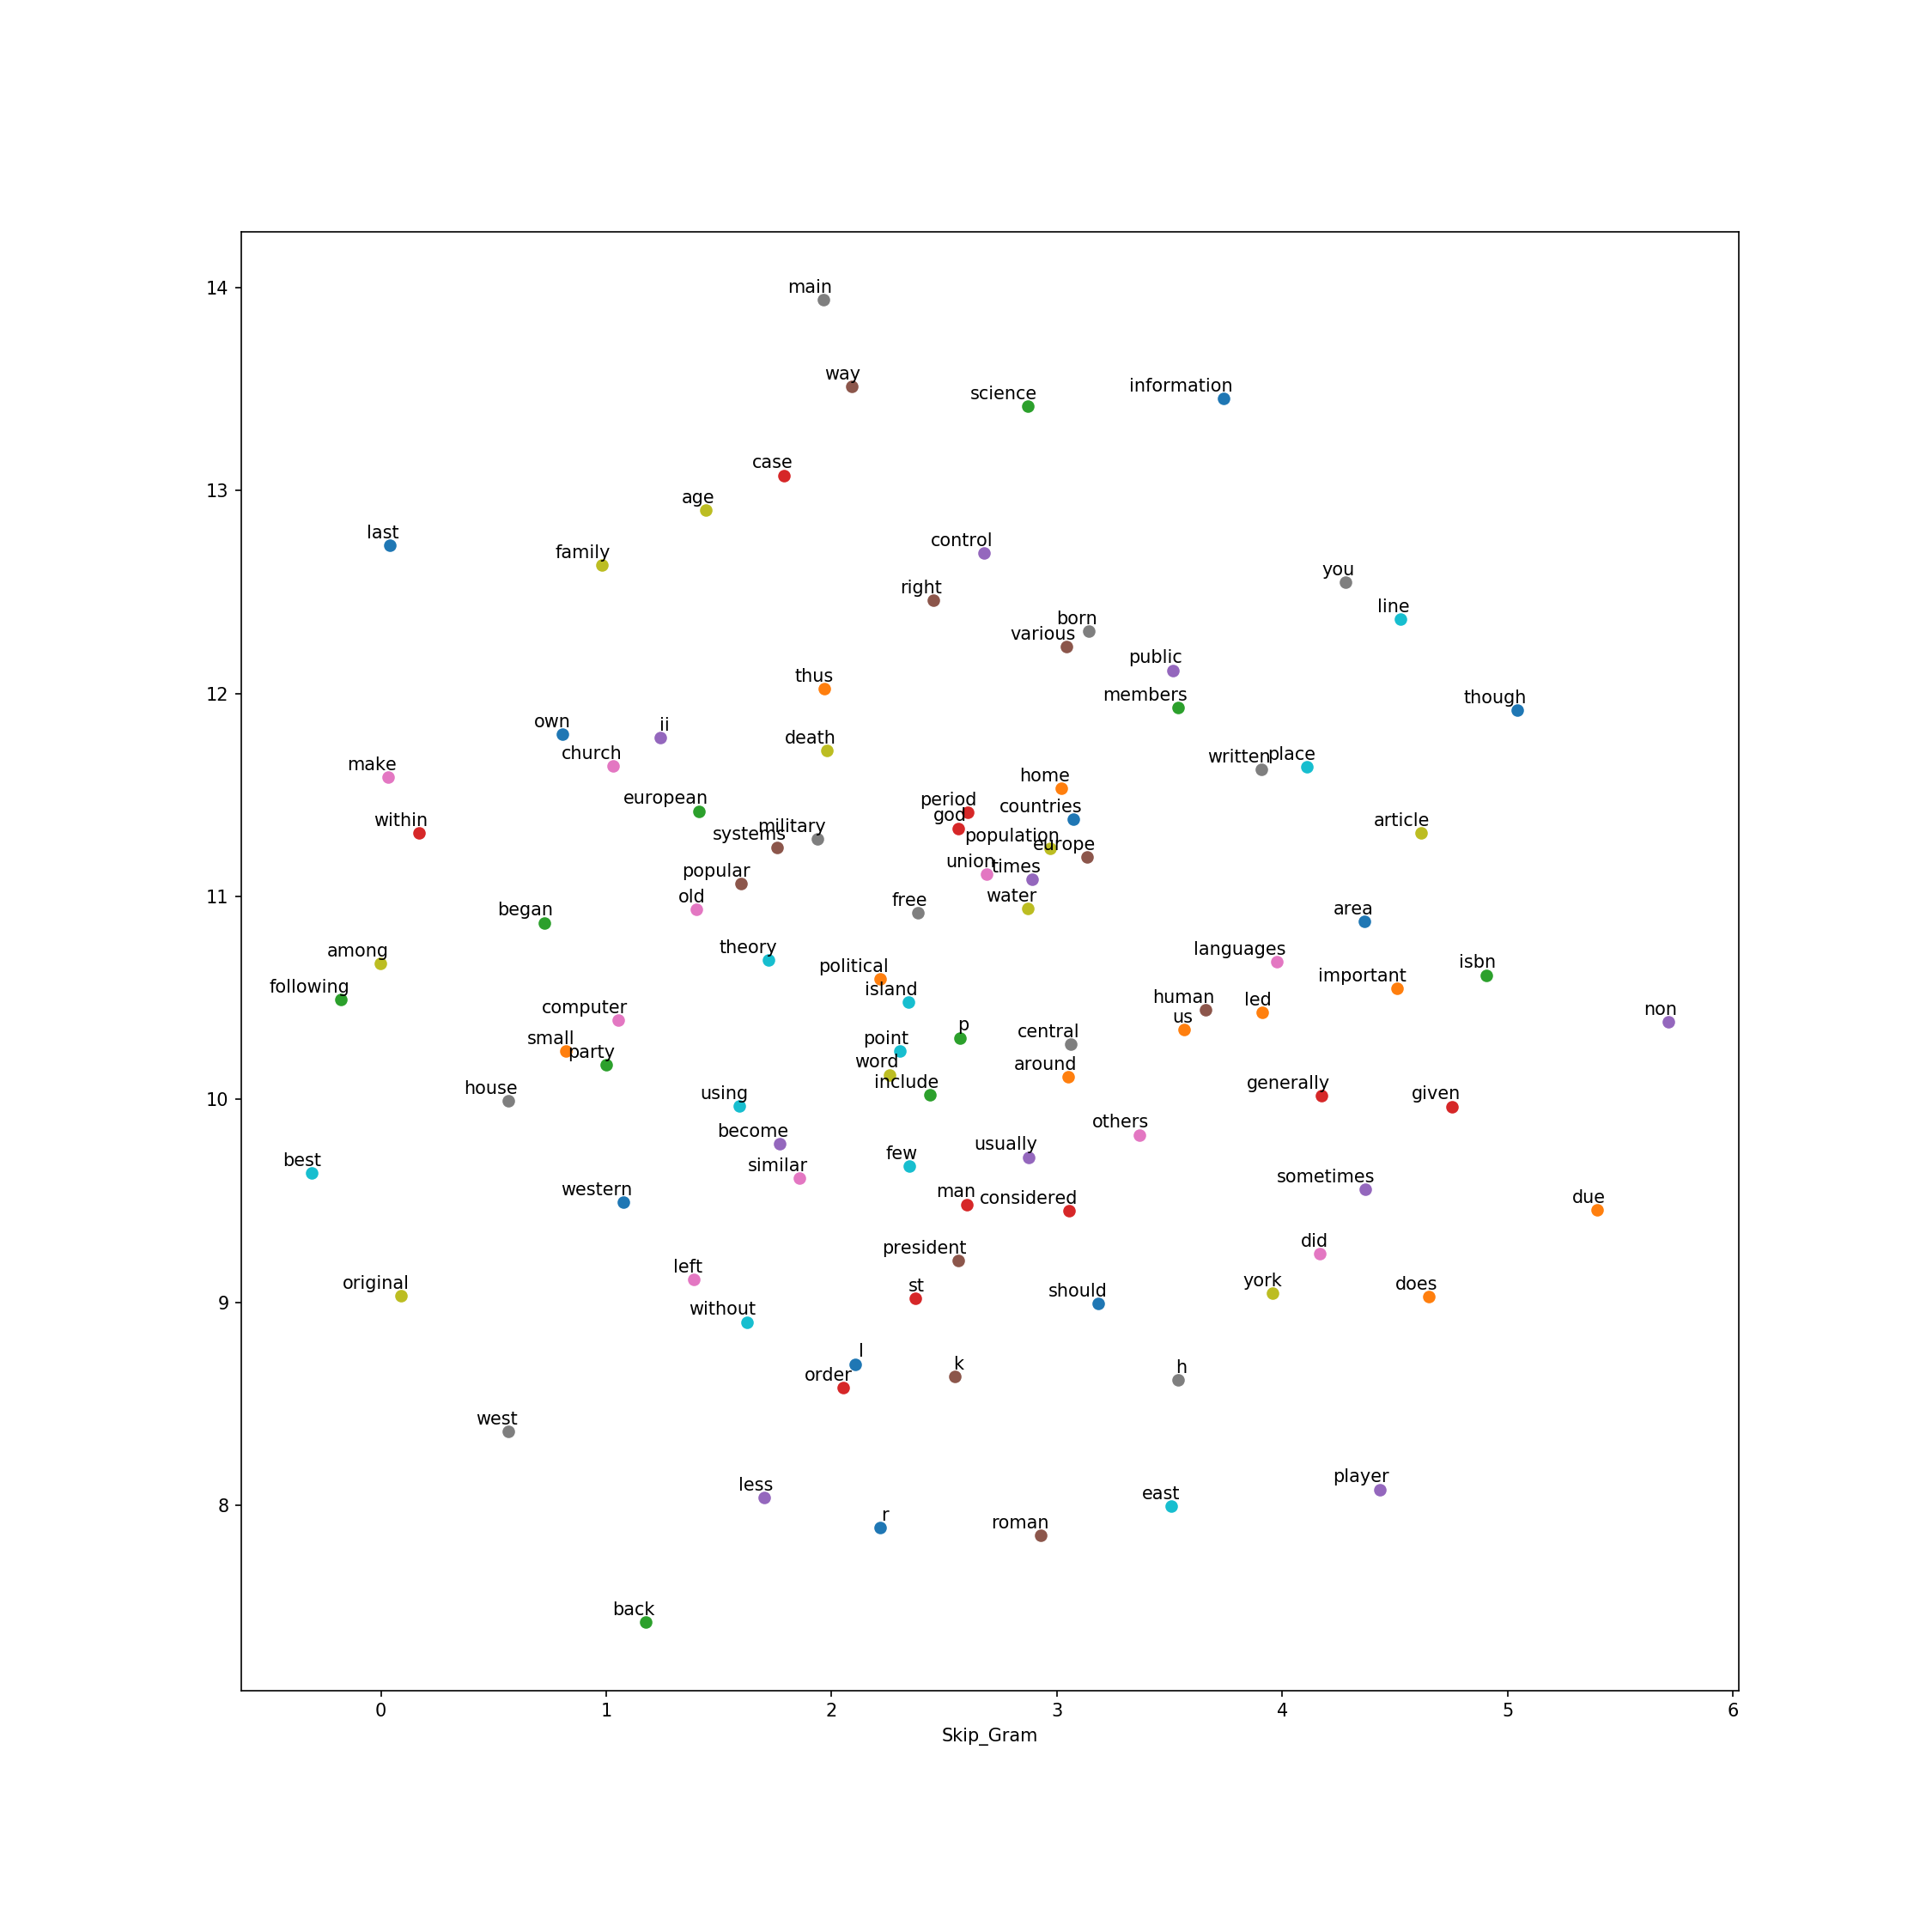 14
main
way
information
science
case
13
age
last
control
family
you
right
line
born
various
public
thus
12
members
though
own
ii
death
church
written place
make
home
european
period
countries
god
within
article
military
systems
population
europe
union
times
popular
11
old
water
free
began
area
theory
languages
among
isbn
political
important
following
island
human
led
computer
non
us
p
central
small
point
party
word
around
include
generally
10
house
using
given
others
become
usually
few
best
similar
sometimes
western
man
considered
due
president
did
left
original
9
st
should
york
does
without
l
k
h
order
west
less
player
8
east
r
roman
back
0 1 2 3 4 5 6
Skip_Gram